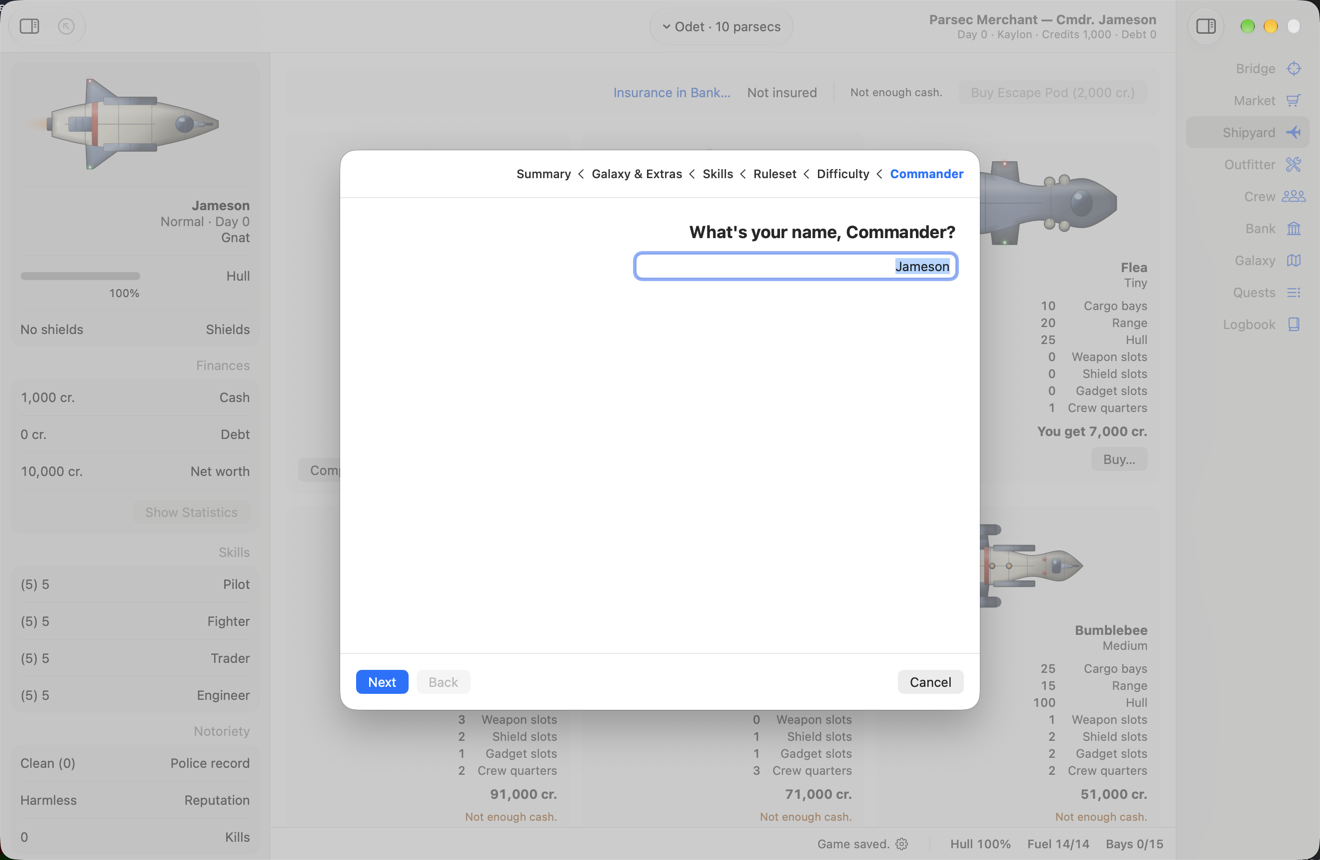 Odet · 10 parsecs
Parsec Merchant — Cmdr. Jameson
Day 0 · Kaylon · Credits 1,000 · Debt 0
Bridge
Market
Shipyard
Outfitter
Crew
Bank
Galaxy
Quests
Logbook
Jameson
Normal · Day 0
Gnat
Hull
100%
No shields Shields
Finances
1,000 cr. Cash
0 cr. Debt
10,000 cr. Net worth
Show Statistics
Skills
(5) 5 Pilot
(5) 5 Fighter
(5) 5 Trader
(5) 5 Engineer
Notoriety
Clean (0) Police record
Harmless Reputation
0 Kills
Insurance in Bank... Not insured Not enough cash. Buy Escape Pod (2,000 cr.)
Summary Galaxy & Extras Skills Ruleset Difficulty Commander
What's your name, Commander?
Jameson
Next Back Cancel
Flea
Tiny
10 Cargo bays
20 Range
25 Hull
0 Weapon slots
0 Shield slots
0 Gadget slots
1 Crew quarters
You get 7,000 cr.
Buy...
3 Weapon slots
2 Shield slots
1 Gadget slots
2 Crew quarters
91,000 cr.
Not enough cash.
0 Weapon slots
1 Shield slots
1 Gadget slots
3 Crew quarters
71,000 cr.
Not enough cash.
Bumblebee
Medium
25 Cargo bays
15 Range
100 Hull
1 Weapon slots
2 Shield slots
2 Gadget slots
2 Crew quarters
51,000 cr.
Not enough cash.
Game saved. Hull 100% Fuel 14/14 Bays 0/15